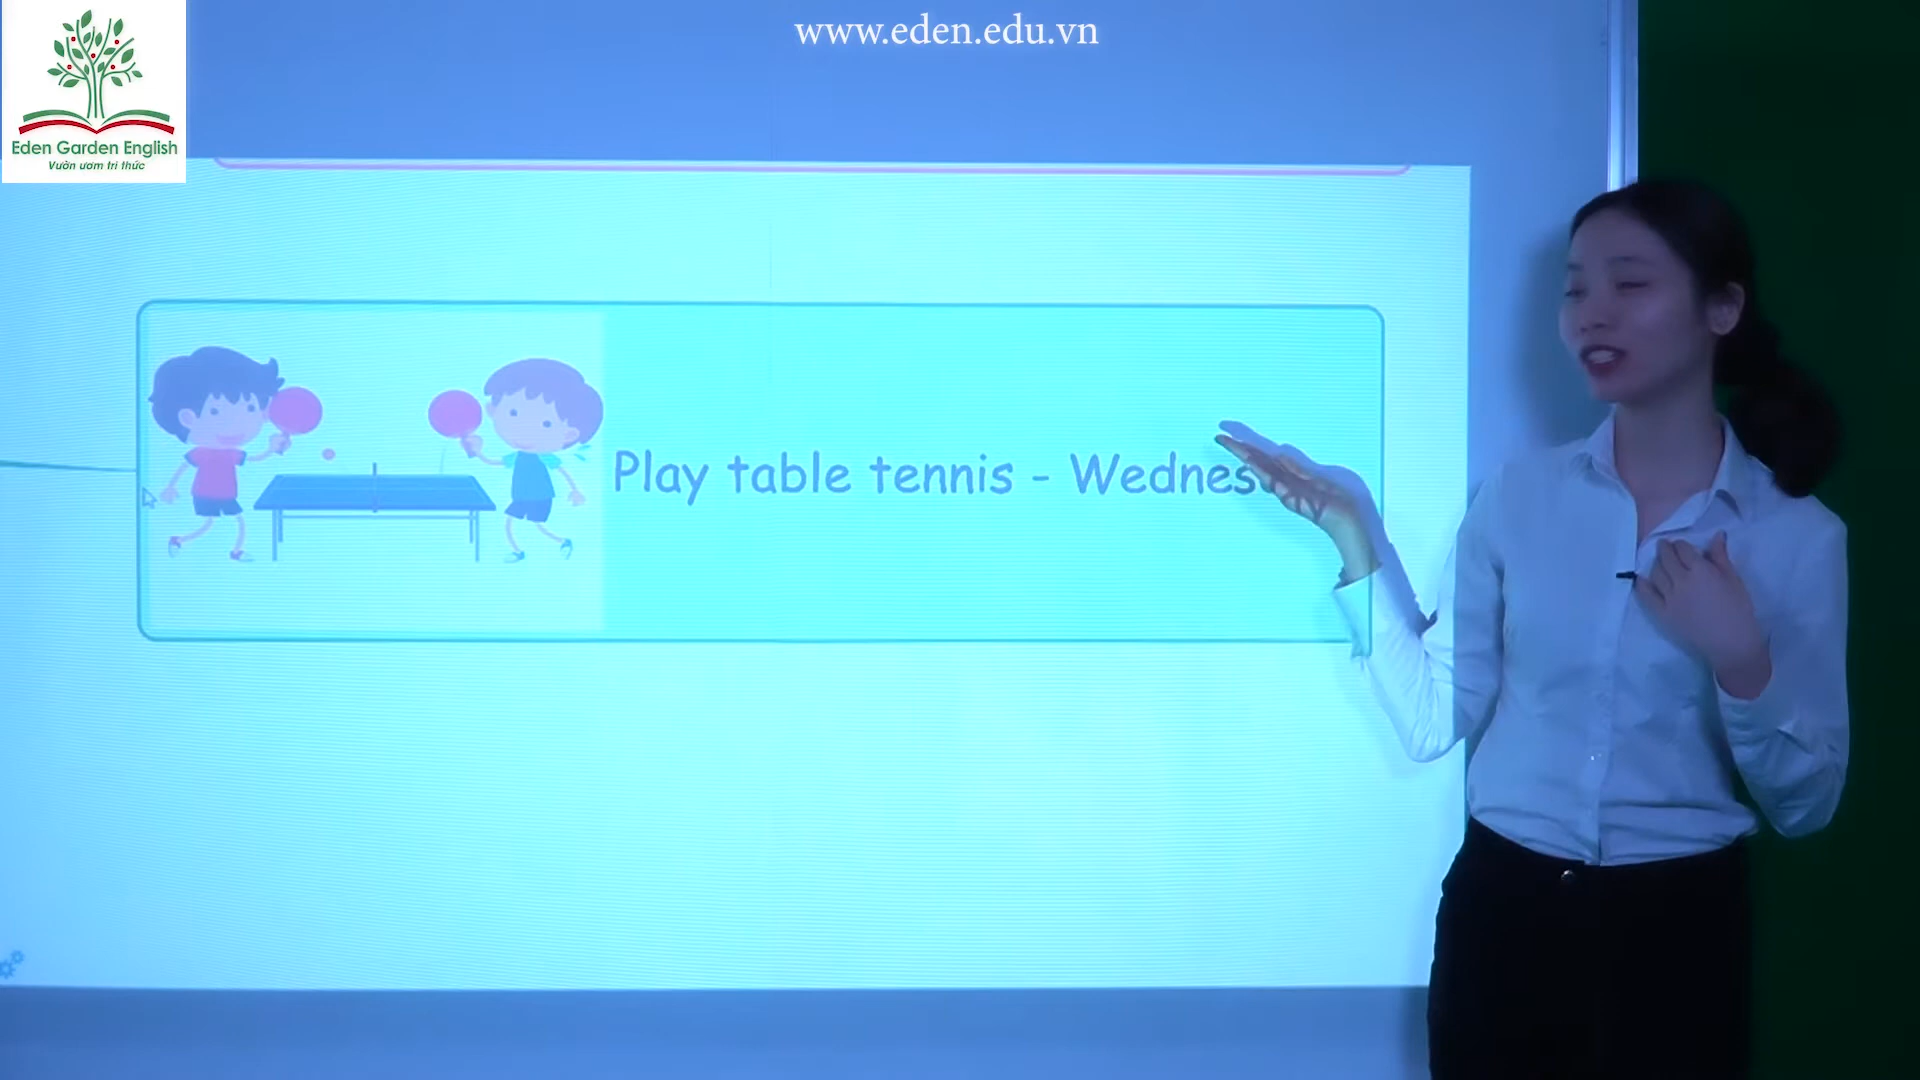 www.eden.edu.vn
Eden Garden English
Vườn ươm tri thức
Play table tennis - Wednes